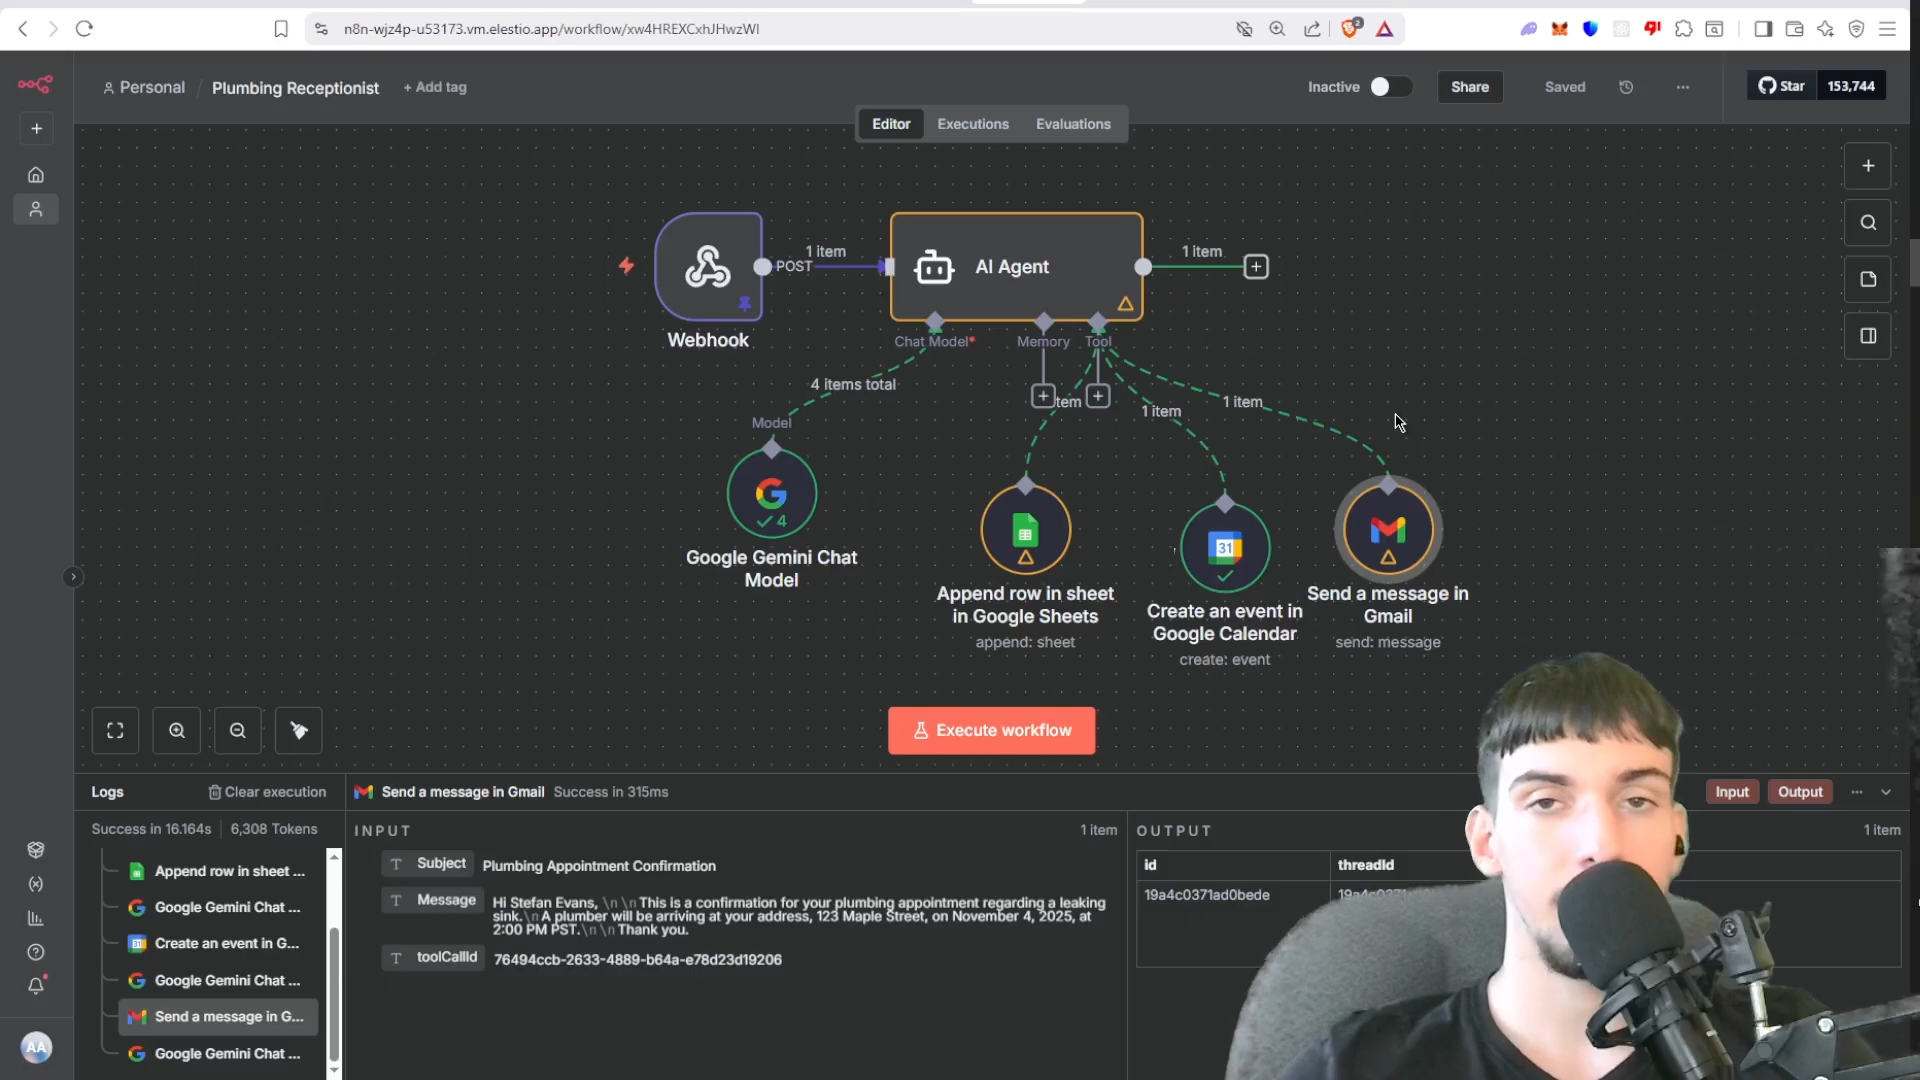 n8n-wjz4p-u53173.vm.elestio.app/workflow/xw4HREXCxhJHwzWl
2
Personal / Plumbing Receptionist + Add tag
Inactive
Share
Saved
Star 153,744
Editor Executions Evaluations
1 item
POST
AI Agent
1 item
Webhook
Chat Model*
Memory
Tool
4 items total
tem
1 item
1 item
Model
4
Google Gemini Chat
Model
31
Append row in sheet
in Google Sheets
append: sheet
Create an event in
Google Calendar
create: event
Send a message in
Gmail
send: message
Execute workflow
Logs
Clear execution
Send a message in Gmail Success in 315ms
Input
Output
Success in 16.164s 6,308 Tokens
INPUT
1 item
OUTPUT
1 item
Append row in sheet ...
Google Gemini Chat ...
Create an event in G...
Google Gemini Chat ...
Send a message in G...
Google Gemini Chat ...
T Subject
Plumbing Appointment Confirmation
T Message
Hi Stefan Evans, \n \n This is a confirmation for your plumbing appointment regarding a leaking
sink.\n A plumber will be arriving at your address, 123 Maple Street, on November 4, 2025, at
2:00 PM PST.\n\n Thank you.
T toolCallId
76494ccb-2633-4889-b64a-e78d23d19206
id
threadId
19a4c0371ad0bede
AA